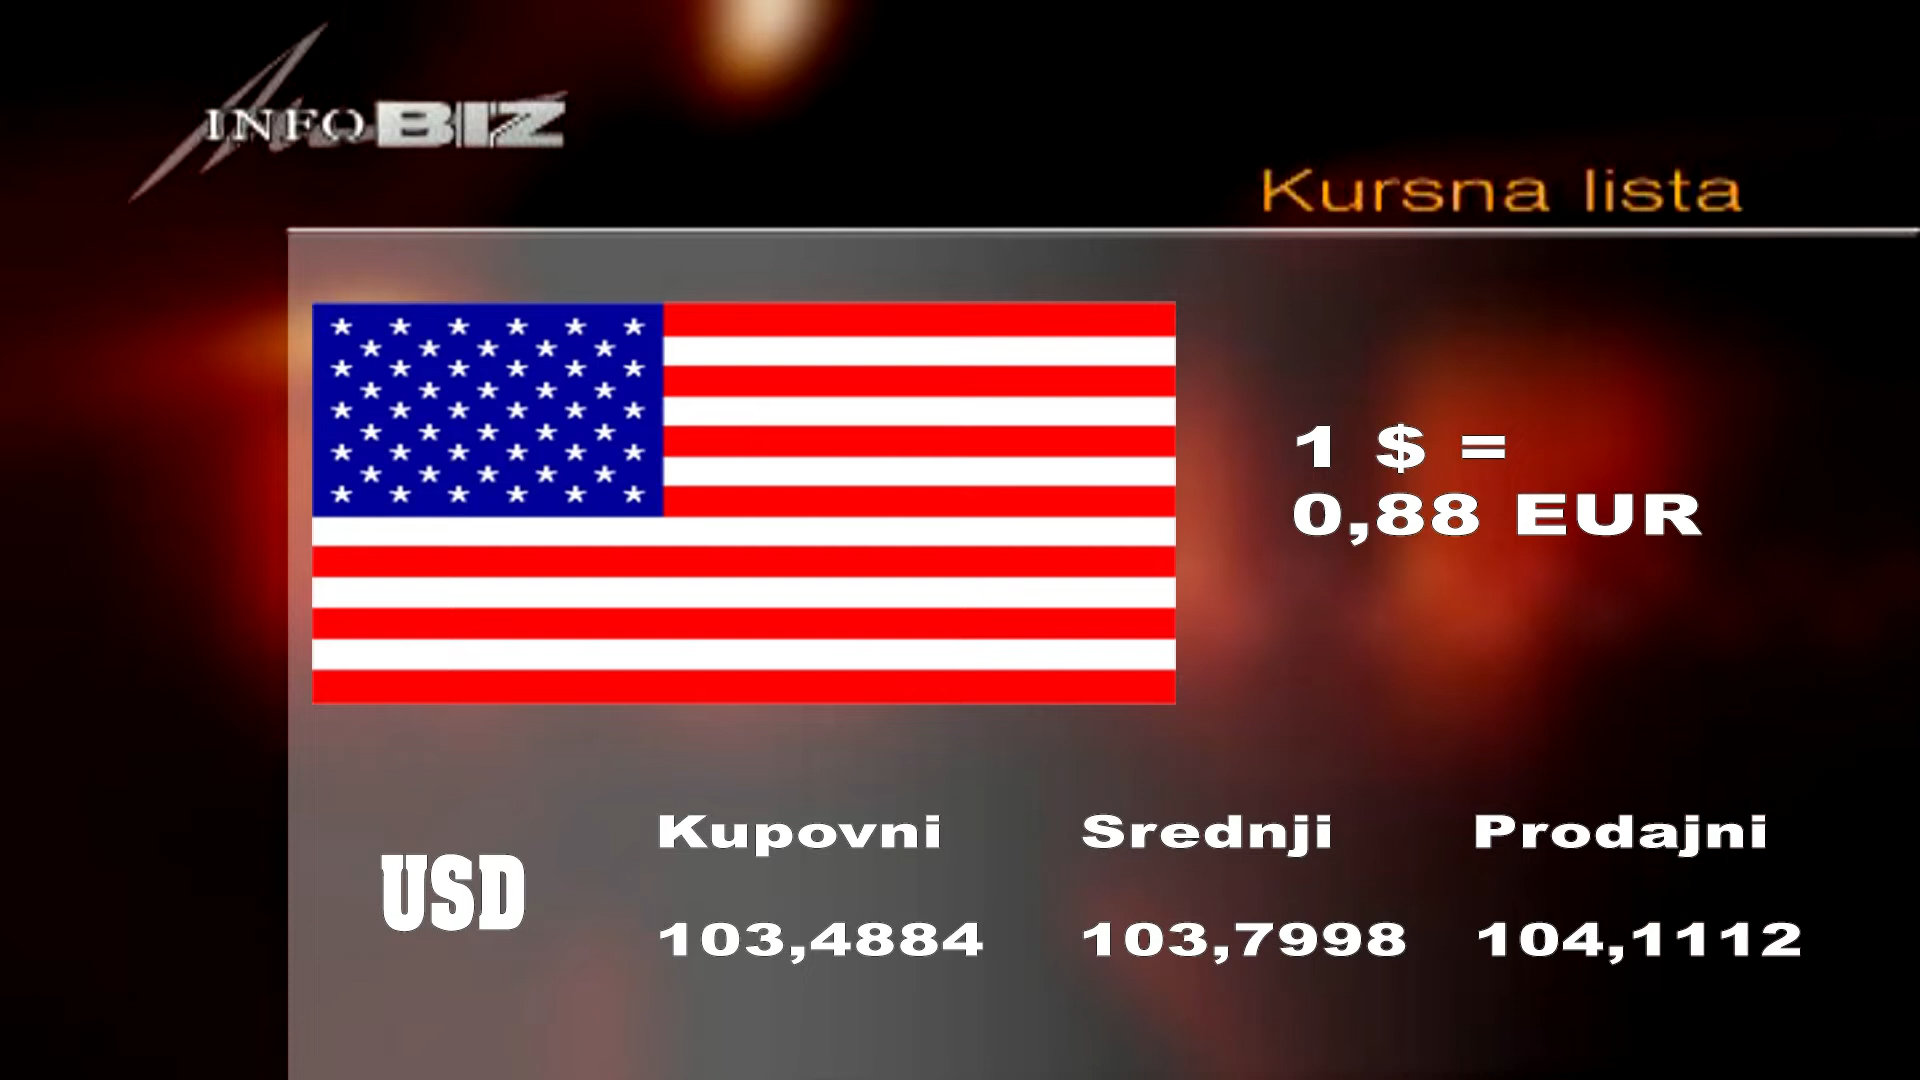 INFO BIZ
Kursna lista
1 $ =
0,88 EUR
Kupovni Srednji Prodajni
USD
103,4884 103,7998 104,1112